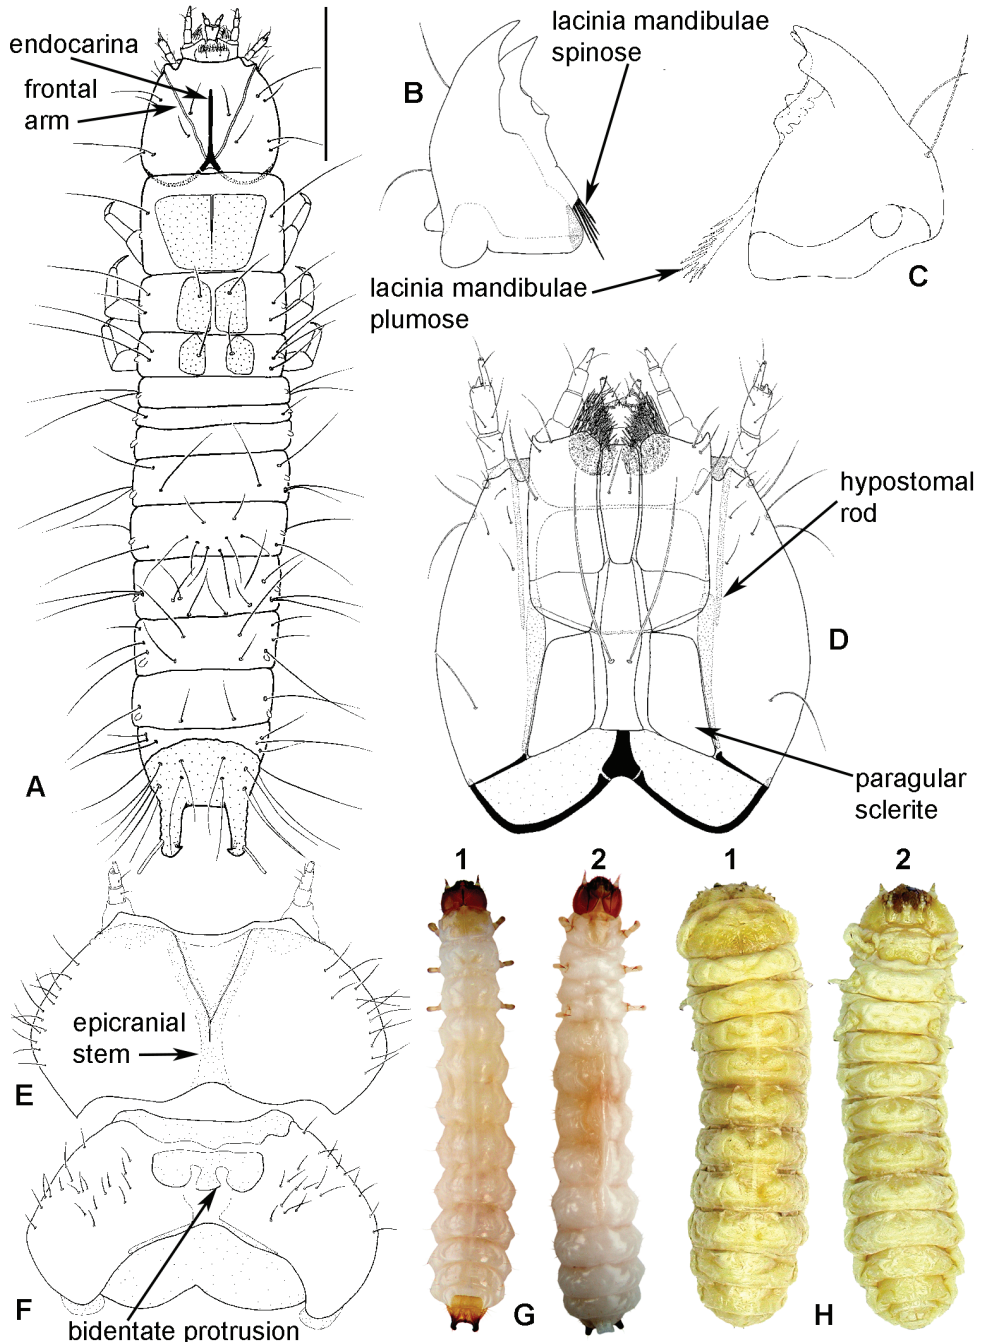 endocarina
frontal
arm
lacinia mandibulae
spinose
B
C
lacinia mandibulae
plumose
hypostomal
rod
D
A
paragular
sclerite
1 2 1 2
epicranial
stem
E
F
G
H
bidentate protrusion